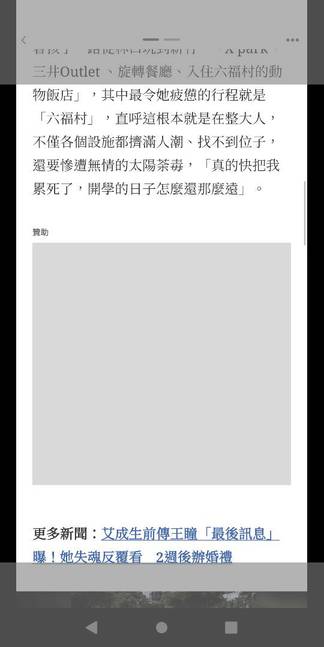 三井Outlet、旋轉餐廳、入住六福村的動
物飯店」，其中最令她疲憊的行程就是
「六福村」，直呼這根本就是在整大人，
不僅各個設施都擠滿人潮、找不到位子，
還要慘遭無情的太陽荼毒，「真的快把我
累死了，開學的日子怎麼還那麼遠」。
贊助
更多新聞：艾成生前傳王瞳「最後訊息」
曝！她失魂反覆看　2週後辦婚禮